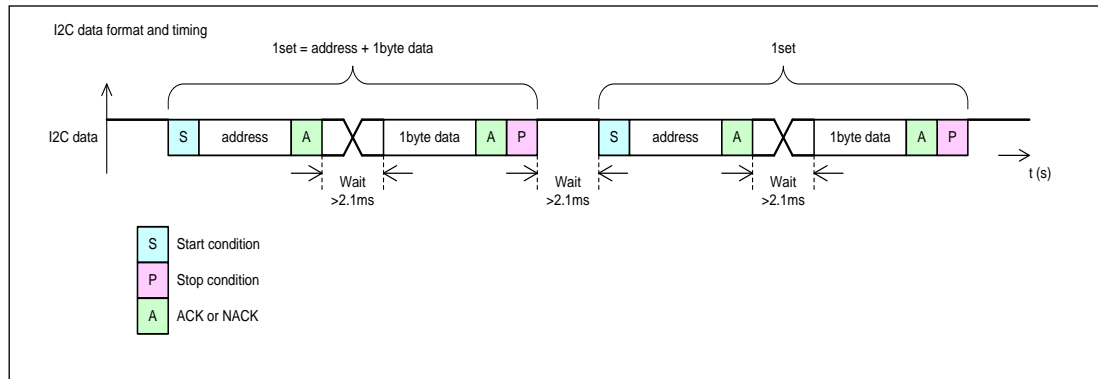 I2C data format and timing
1set = address + 1byte data
1set
I2C data
S address A 1byte data A P S address A 1byte data A P
t (s)
Wait
>2.1ms
Wait
>2.1ms
Wait
>2.1ms
S Start condition
P Stop condition
A ACK or NACK